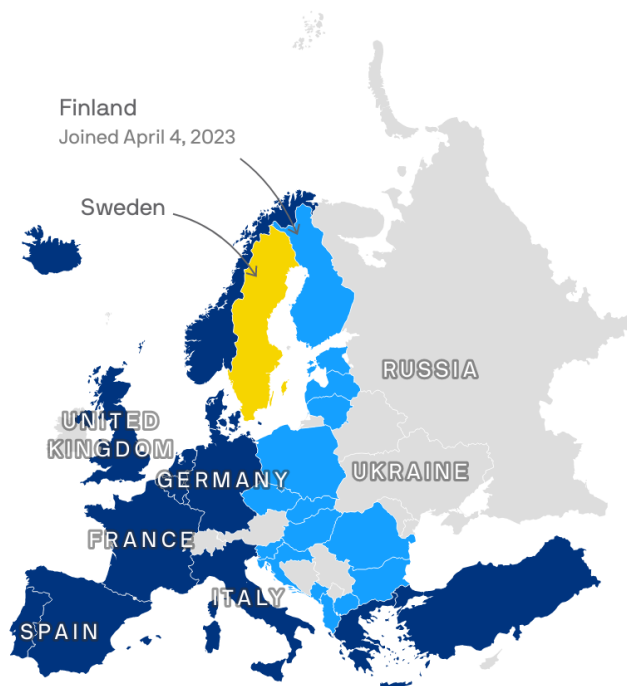 Finland
Joined April 4, 2023
Sweden
RUSSIA
UNITED
KINGDOM
UKRAINE
GERMANY
FRANCE
ITALY
SPAIN